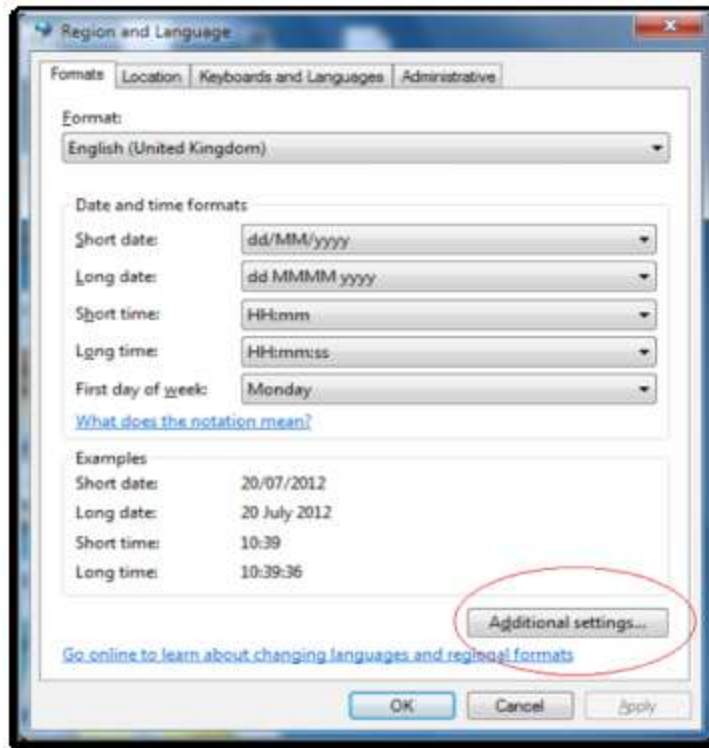 Region and Language
Formats Location Keyboards and Languages Administrative
Format:
English (United Kingdom)
Date and time formats
Short date: dd/MM/yyyy
Long date: dd MMMM yyyy
Short time: HH:mm
Long time: HH:mm:ss
First day of week: Monday
What does the notation mean?
Examples
Short date: 20/07/2012
Long date: 20 July 2012
Short time: 10:39
Long time: 10:39:36
Additional settings...
Go online to learn about changing languages and regional formats
OK Cancel Apply